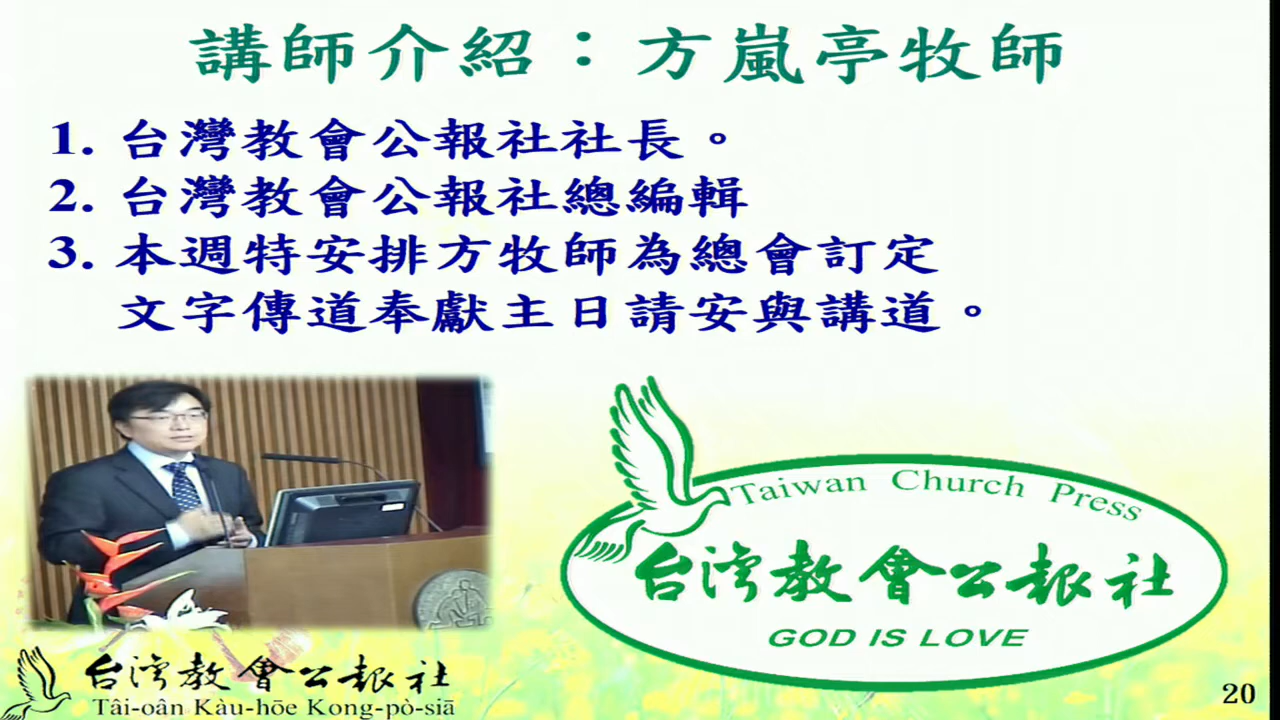 講師介紹：方嵐亭牧師
1. 台灣教會公報社社長。
2. 台灣教會公報社總編輯
3. 本週特安排方牧師為總會訂定
文字傳道奉獻主日請安與講道。
Taiwan Church Press
台灣教會公報社
GOD IS LOVE
台灣教會公報社
Tâi-oân Kàu-hōe Kong-pò-siā
20